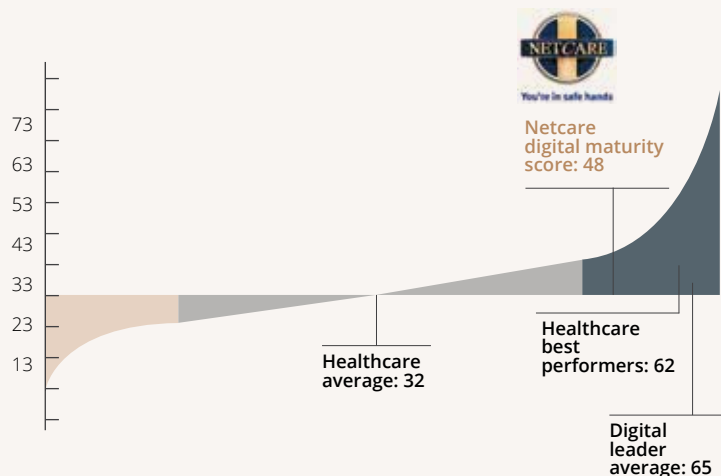 NETCARE
You're in safe hands
Netcare
digital maturity
score: 48
73
63
53
43
33
23
13
Healthcare
average: 32
Healthcare
best
performers: 62
Digital
leader
average: 65